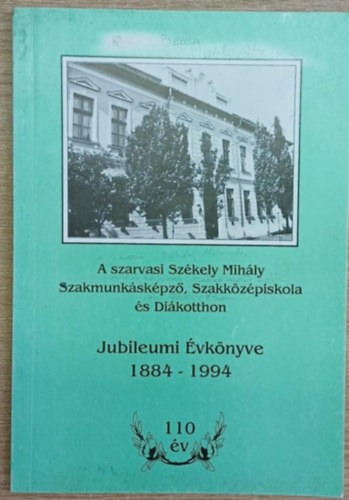 A szarvasi Székely Mihály
Szakmunkásképző, Szakközépiskola
és Diákotthon
Jubileumi Évkönyve
1884 - 1994
110
év